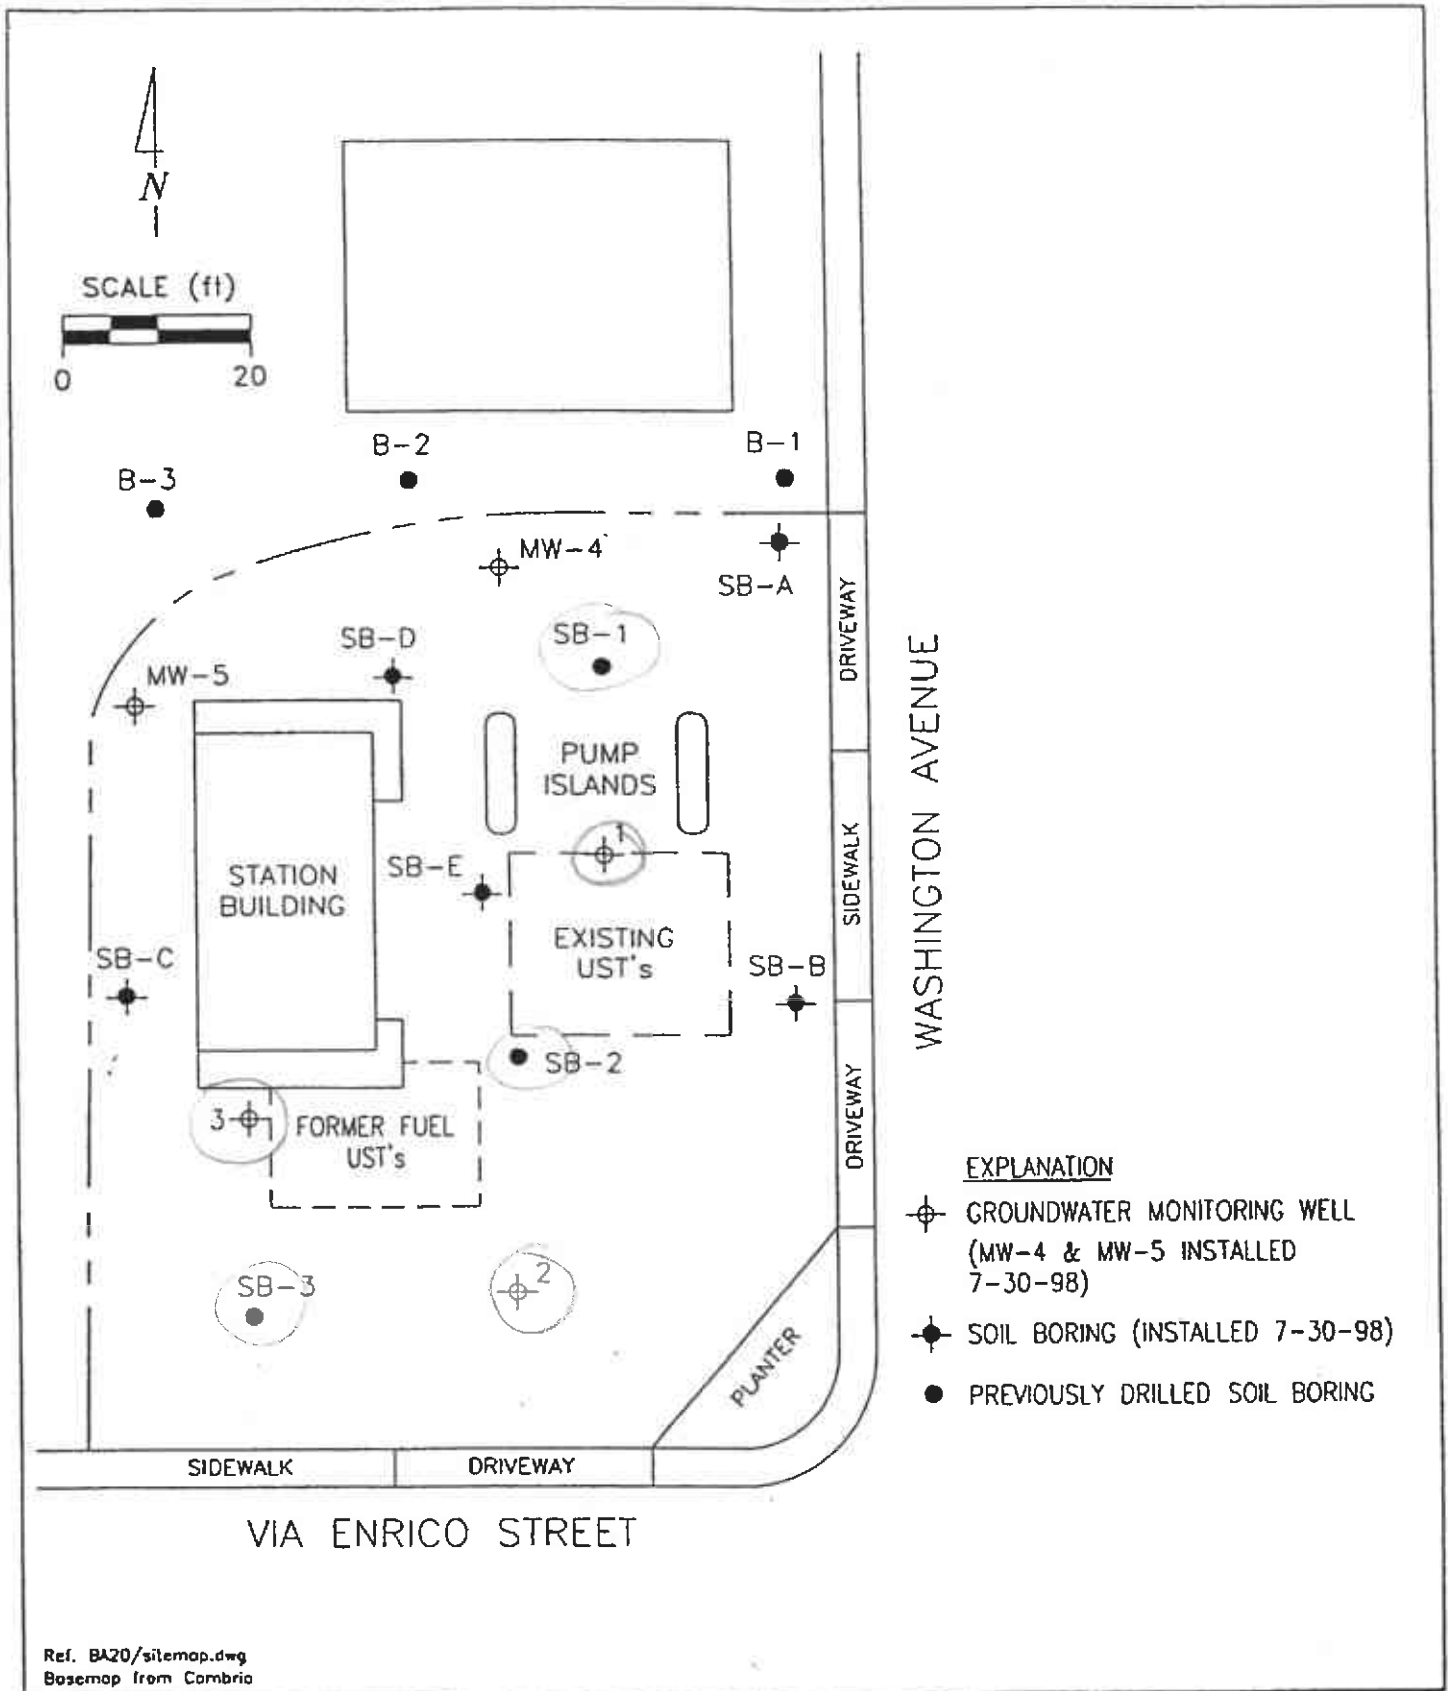 N
SCALE (ft)
0 20
B-2
B-1
B-3
MW-4
SB-A
SB-1
SB-D
MW-5
DRIVEWAY
PUMP
ISLANDS
1
SB-E
STATION
BUILDING
SIDEWALK
WASHINGTON AVENUE
EXISTING
UST's
SB-B
SB-C
SB-2
DRIVEWAY
3
FORMER FUEL
UST's
SB-3
2
PLANTER
EXPLANATION
GROUNDWATER MONITORING WELL
(MW-4 & MW-5 INSTALLED
7-30-98)
SOIL BORING (INSTALLED 7-30-98)
PREVIOUSLY DRILLED SOIL BORING
SIDEWALK
DRIVEWAY
VIA ENRICO STREET
Ref. BA20/sitemap.dwg
Basemap from Cambria